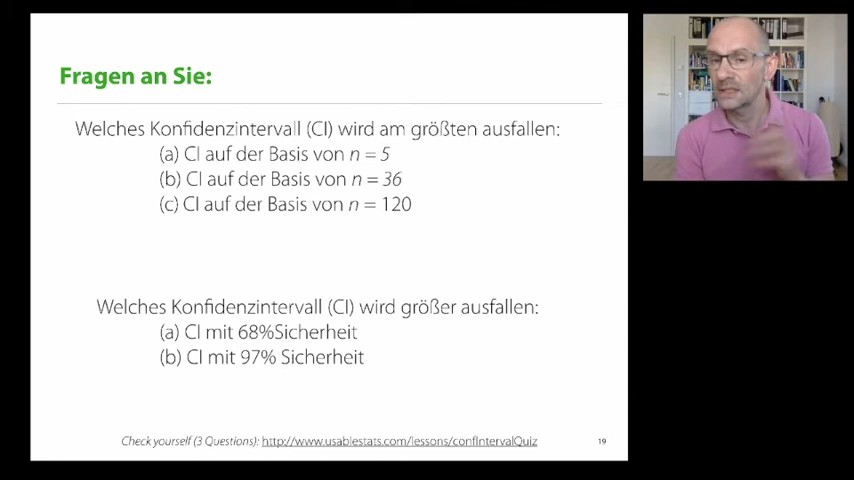 Fragen an Sie:
Welches Konfidenzintervall (CI) wird am größten ausfallen:
(a) CI auf der Basis von n = 5
(b) CI auf der Basis von n = 36
(c) CI auf der Basis von n = 120
Welches Konfidenzintervall (CI) wird größer ausfallen:
(a) CI mit 68%Sicherheit
(b) CI mit 97% Sicherheit
Check yourself (3 Questions): http://www.usablestats.com/lessons/confIntervalQuiz
19